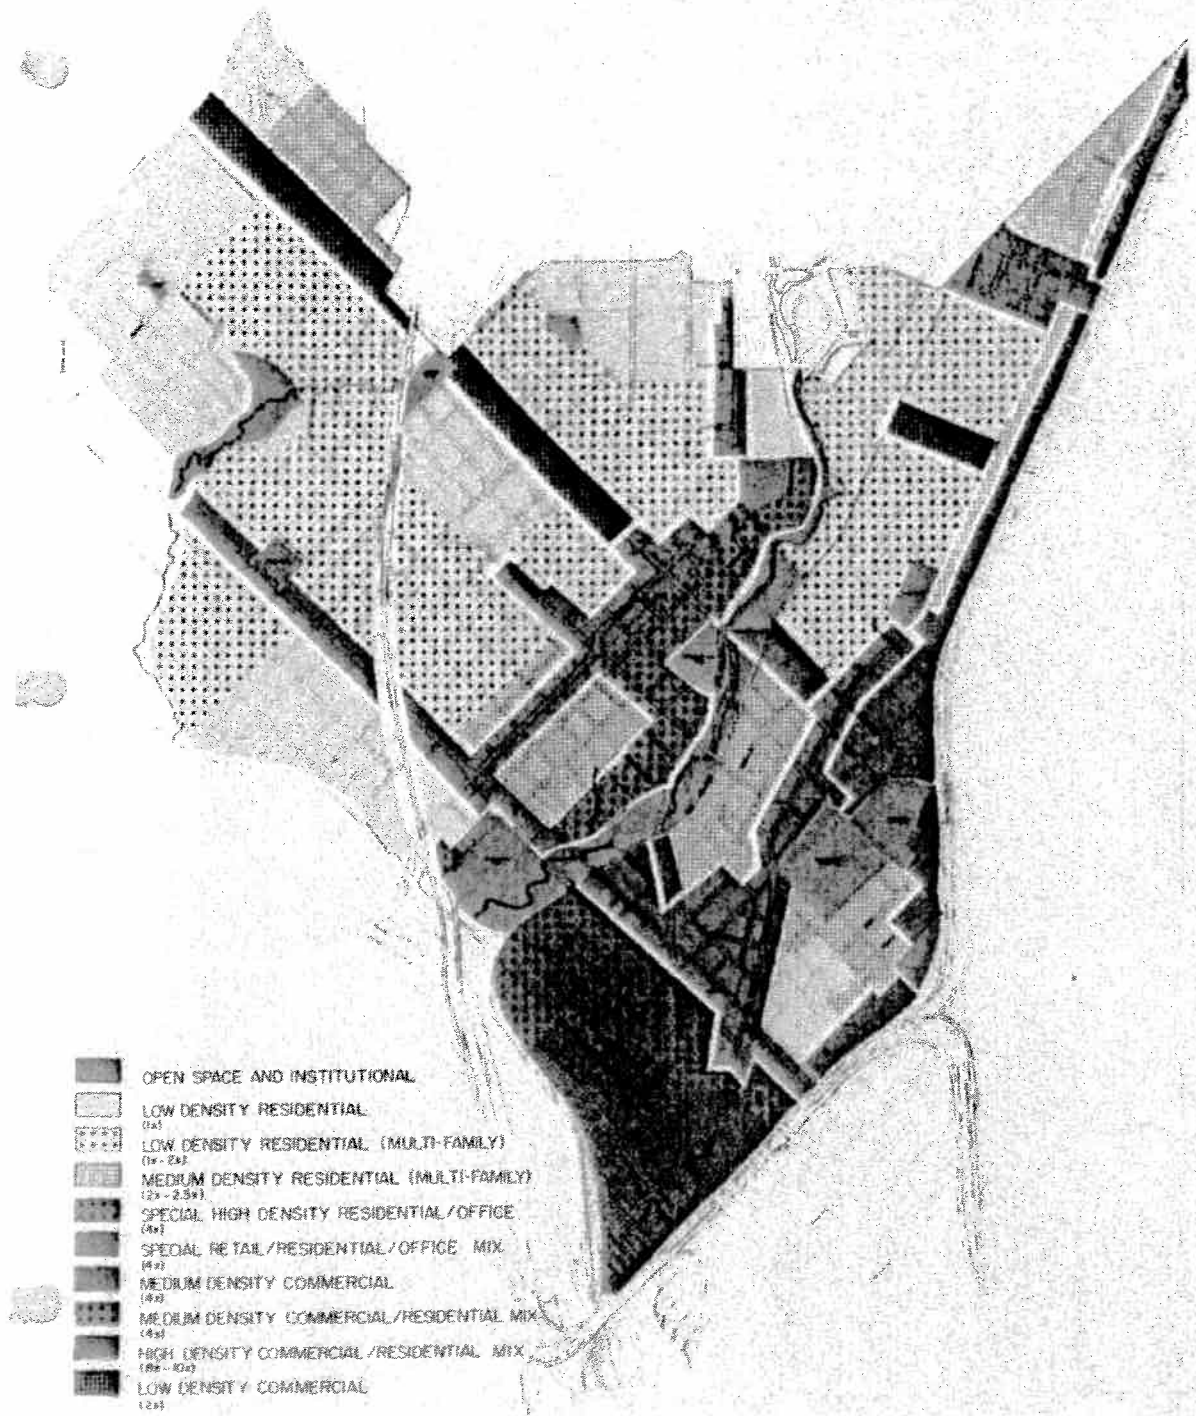 OPEN SPACE AND INSTITUTIONAL
LOW DENSITY RESIDENTIAL
(1x)
LOW DENSITY RESIDENTIAL (MULTI-FAMILY)
(1x-2x)
MEDIUM DENSITY RESIDENTIAL (MULTI-FAMILY)
(2x-2.5x)
SPECIAL HIGH DENSITY RESIDENTIAL/OFFICE
(4x)
SPECIAL RETAIL/RESIDENTIAL/OFFICE MIX
(4x)
MEDIUM DENSITY COMMERCIAL
(4x)
MEDIUM DENSITY COMMERCIAL/RESIDENTIAL MIX
(4x)
HIGH DENSITY COMMERCIAL/RESIDENTIAL MIX
(8x-10x)
LOW DENSITY COMMERCIAL
(2x)